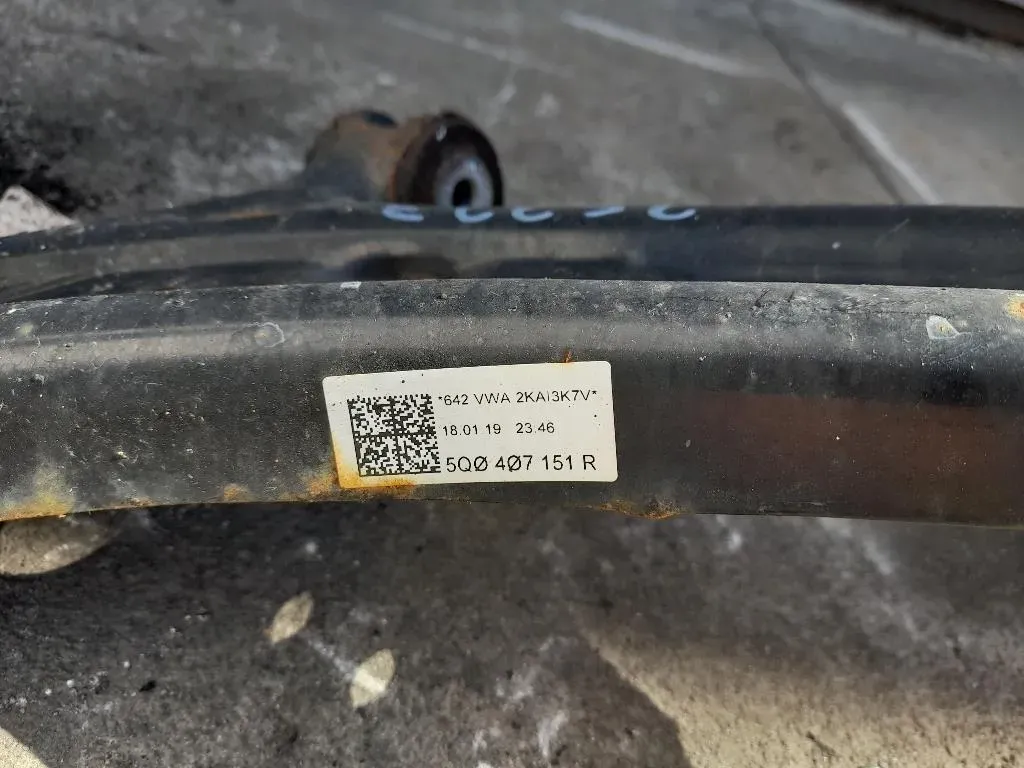 *642 VWA 2KAI3K7V*
18.01 19 23.46
5QØ 4Ø7 151 R